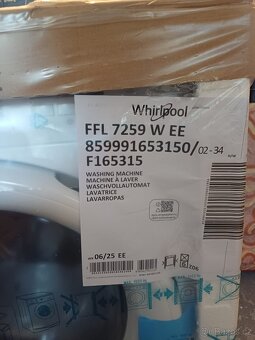 Whirlpool
FFL 7259 W EE
859991653150/02-34
F165315
WASHING MACHINE
MACHINE À LAVER
WASCHVOLLAUTOMAT
LAVATRICE
LAVARROPAS
06/25 EE